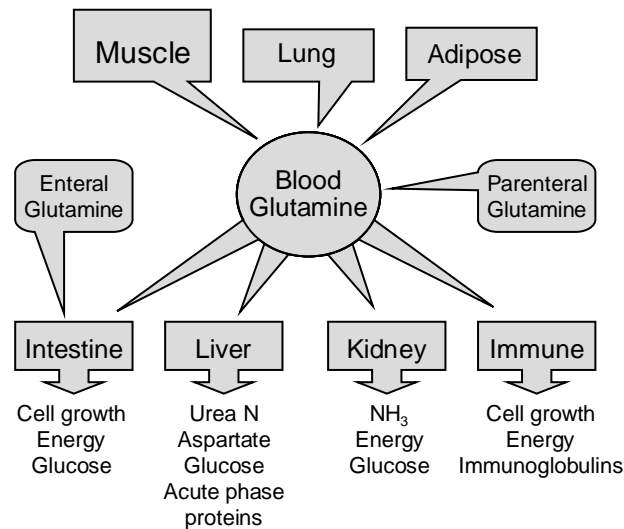 Muscle
Lung
Adipose
Blood
Glutamine
Enteral
Glutamine
Parenteral
Glutamine
Intestine
Liver
Kidney
Immune
Cell growth
Energy
Glucose
Urea N
Aspartate
Glucose
Acute phase
proteins
NH₃
Energy
Glucose
Cell growth
Energy
Immunoglobulins